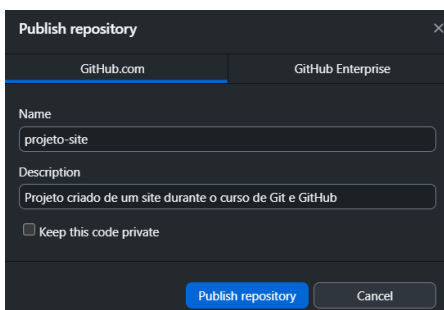 Publish repository
GitHub.com
GitHub Enterprise
Name
projeto-site
Description
Projeto criado de um site durante o curso de Git e GitHub
Keep this code private
Publish repository
Cancel